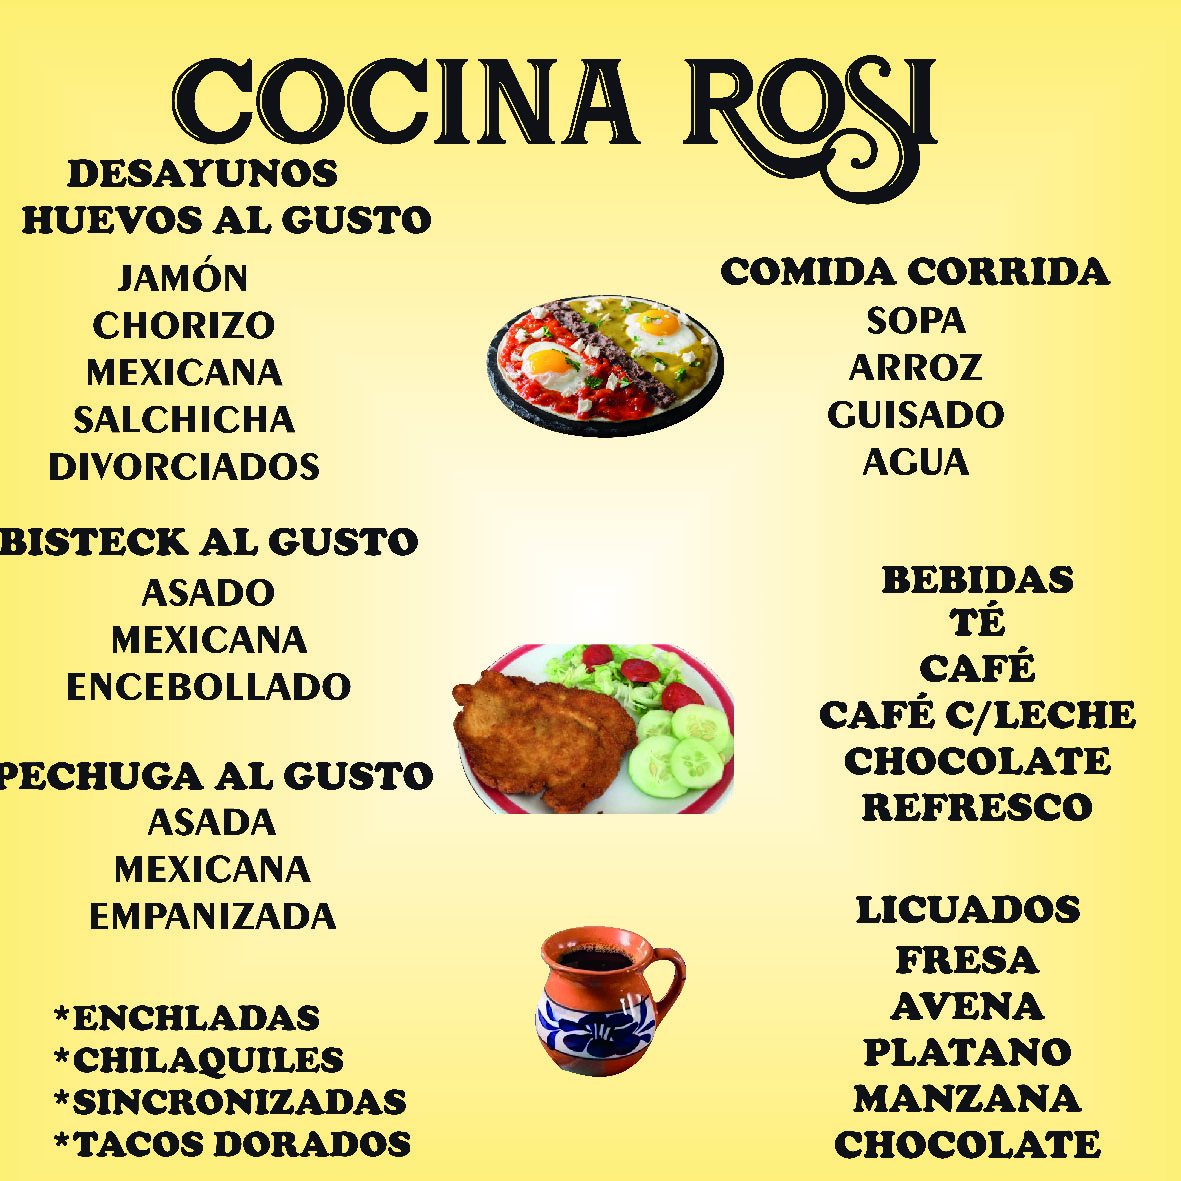 COCINA ROSI
DESAYUNOS
HUEVOS AL GUSTO
JAMÓN
CHORIZO
MEXICANA
SALCHICHA
DIVORCIADOS
BISTECK AL GUSTO
ASADO
MEXICANA
ENCEBOLLADO
PECHUGA AL GUSTO
ASADA
MEXICANA
EMPANIZADA
*ENCHLADAS
*CHILAQUILES
*SINCRONIZADAS
*TACOS DORADOS
COMIDA CORRIDA
SOPA
ARROZ
GUISADO
AGUA
BEBIDAS
TÉ
CAFÉ
CAFÉ C/LECHE
CHOCOLATE
REFRESCO
LICUADOS
FRESA
AVENA
PLATANO
MANZANA
CHOCOLATE